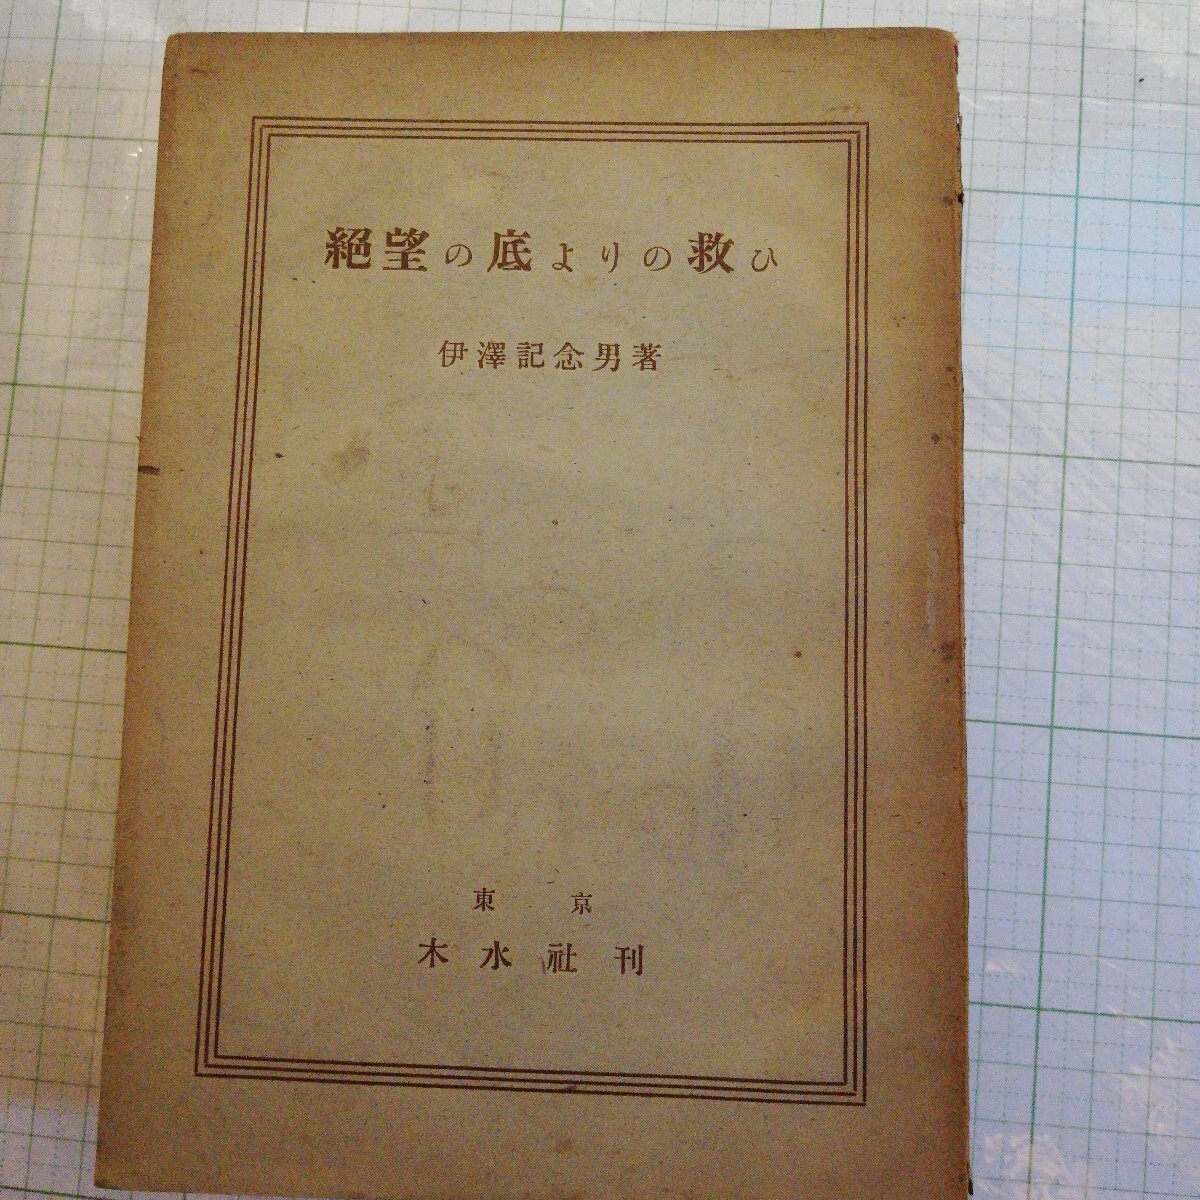 絶望の底よりの救ひ
伊澤記念男著
東京
木水社刊